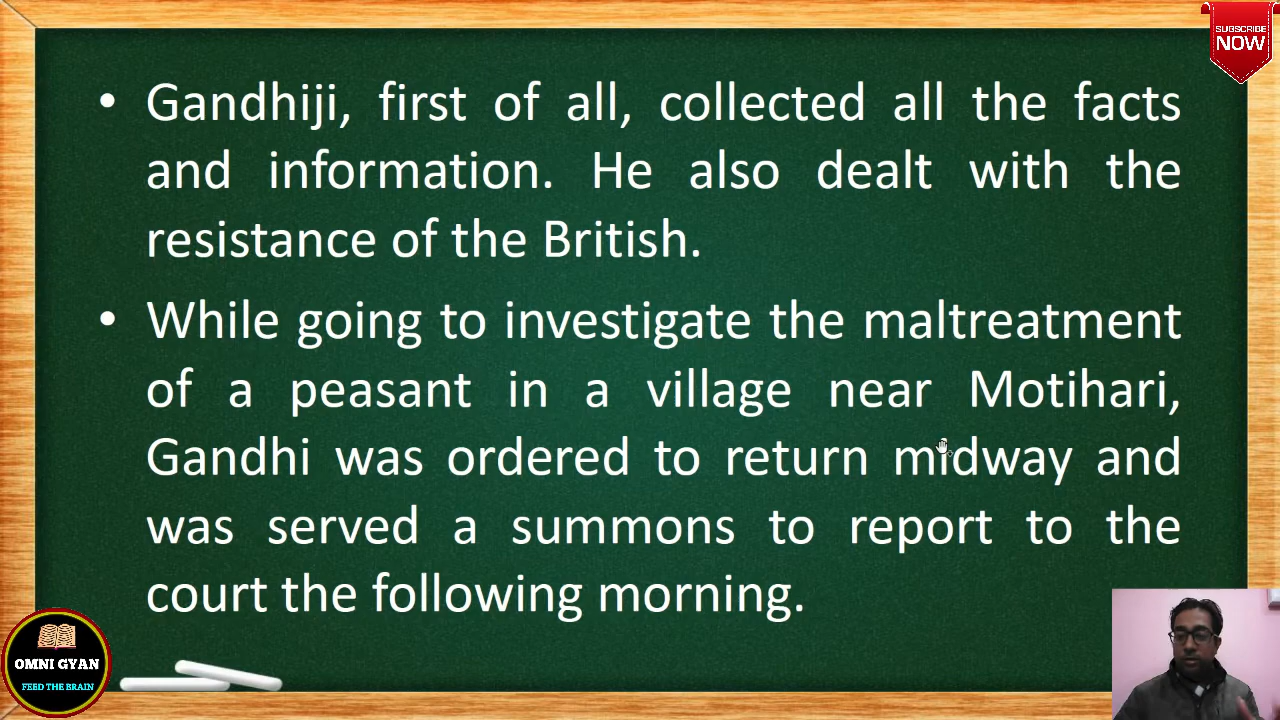 SUBSCRIBE
NOW
• Gandhiji, first of all, collected all the facts
and information. He also dealt with the
resistance of the British.
• While going to investigate the maltreatment
of a peasant in a village near Motihari,
Gandhi was ordered to return midway and
was served a summons to report to the
court the following morning.
OMNI GYAN
FEED THE BRAIN